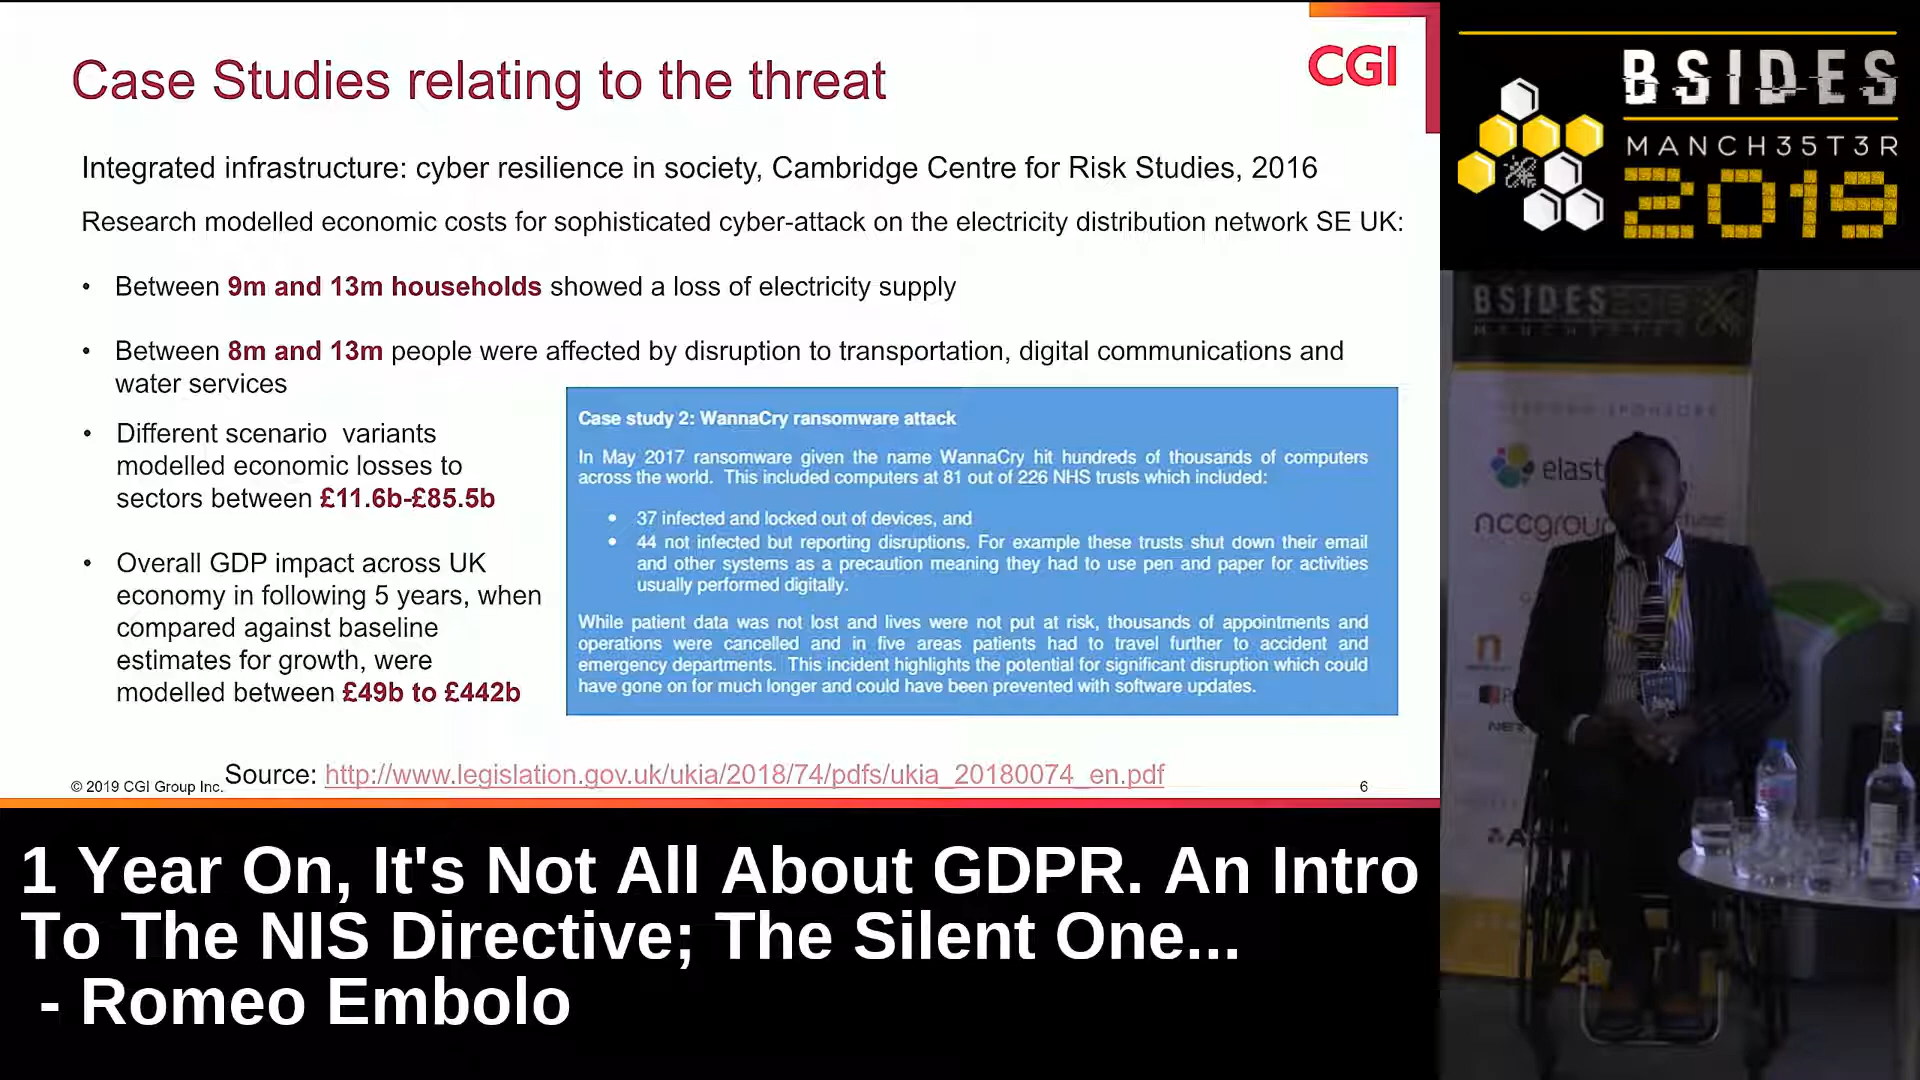 Case Studies relating to the threat
CGI
Integrated infrastructure: cyber resilience in society, Cambridge Centre for Risk Studies, 2016
Research modelled economic costs for sophisticated cyber-attack on the electricity distribution network SE UK:
• Between 9m and 13m households showed a loss of electricity supply
• Between 8m and 13m people were affected by disruption to transportation, digital communications and
water services
• Different scenario variants
modelled economic losses to
sectors between £11.6b-£85.5b
• Overall GDP impact across UK
economy in following 5 years, when
compared against baseline
estimates for growth, were
modelled between £49b to £442b
Case study 2: WannaCry ransomware attack
In May 2017 ransomware given the name WannaCry hit hundreds of thousands of computers
across the world. This included computers at 81 out of 226 NHS trusts which included:
• 37 infected and locked out of devices, and
• 44 not infected but reporting disruptions. For example these trusts shut down their email
and other systems as a precaution meaning they had to use pen and paper for activities
usually performed digitally.
While patient data was not lost and lives were not put at risk, thousands of appointments and
operations were cancelled and in five areas patients had to travel further to accident and
emergency departments. This incident highlights the potential for significant disruption which could
have gone on for much longer and could have been prevented with software updates.
Source: http://www.legislation.gov.uk/ukia/2018/74/pdfs/ukia_20180074_en.pdf
© 2019 CGI Group Inc.
6
BSIDES
MANCH35T3R
2019
BSIDES 2019
elast
nccgrou
1 Year On, It's Not All About GDPR. An Intro
To The NIS Directive; The Silent One...
- Romeo Embolo